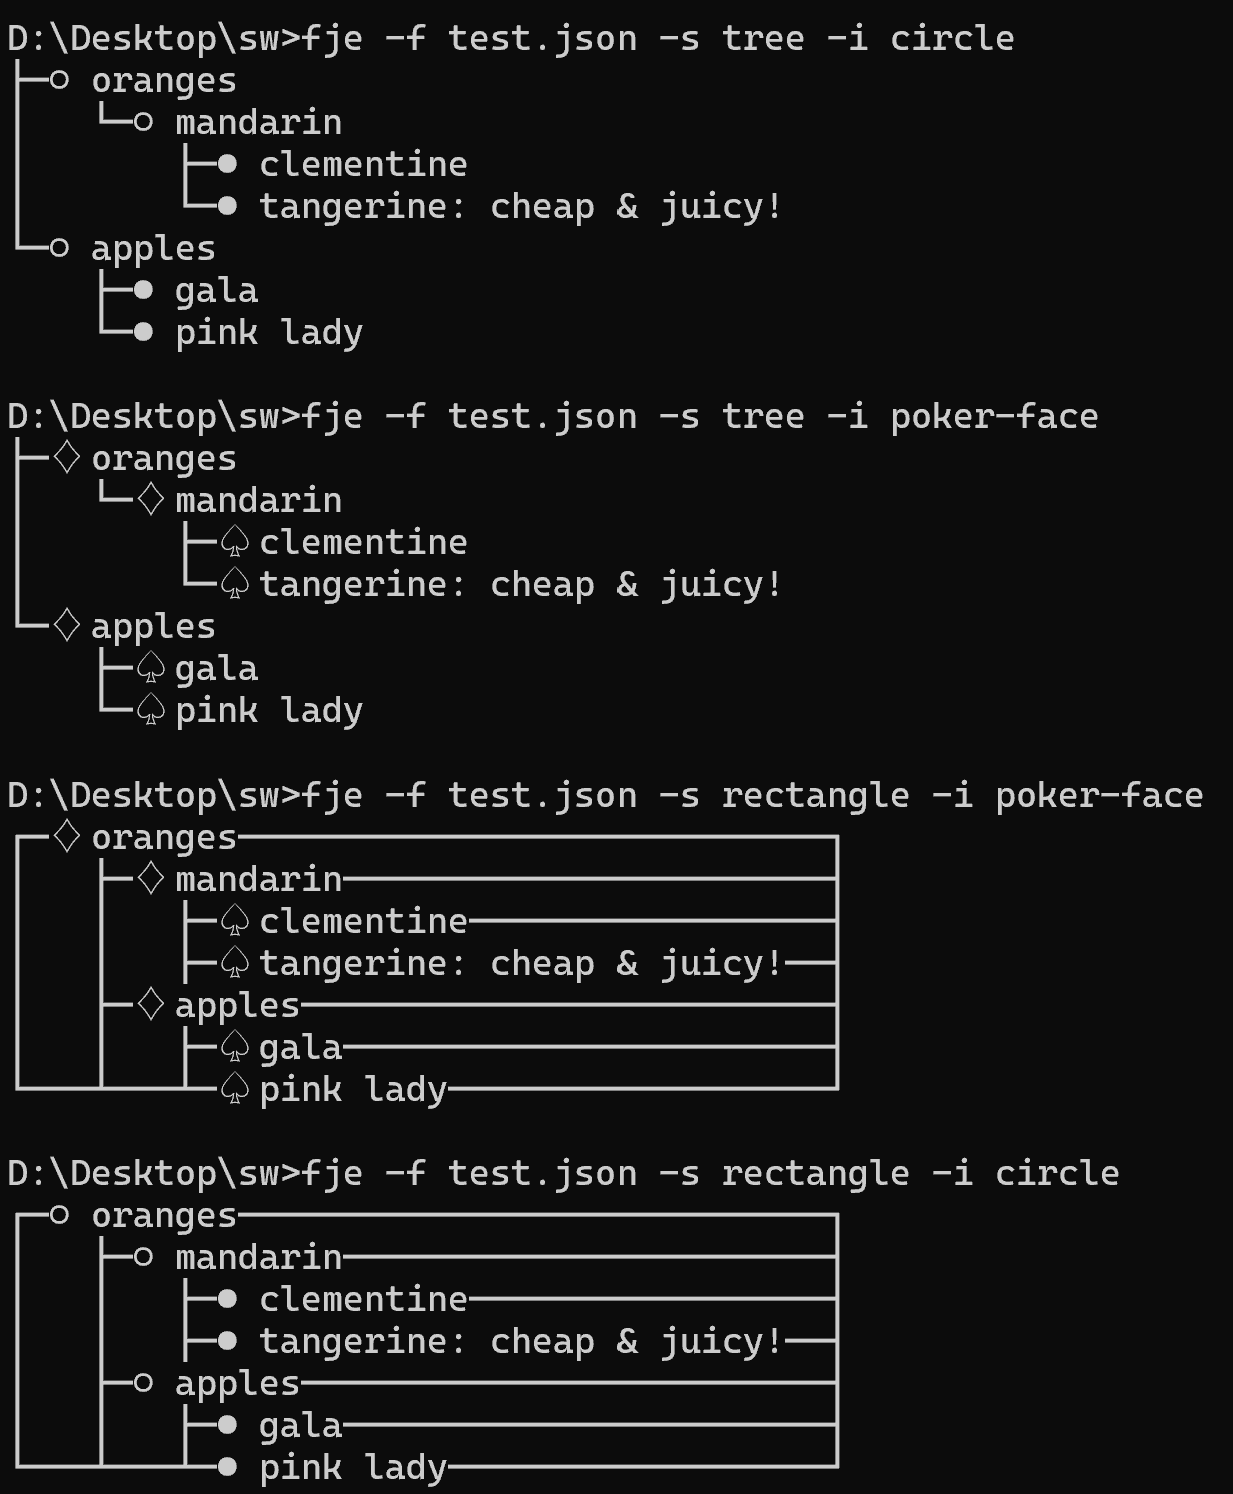 D:\Desktop\sw>fje -f test.json -s tree -i circle
├─○ oranges
│   └─○ mandarin
│       ├─● clementine
│       └─● tangerine: cheap & juicy!
└─○ apples
    ├─● gala
    └─● pink lady
D:\Desktop\sw>fje -f test.json -s tree -i poker-face
├─♢ oranges
│   └─♢ mandarin
│       ├─♤ clementine
│       └─♤ tangerine: cheap & juicy!
└─♢ apples
    ├─♤ gala
    └─♤ pink lady
D:\Desktop\sw>fje -f test.json -s rectangle -i poker-face
┌─♢ oranges────────────────────────────┐
│   ├─♢ mandarin───────────────────────┤
│   │   ├─♤ clementine─────────────────┤
│   │   ├─♤ tangerine: cheap & juicy!──┤
│   ├─♢ apples─────────────────────────┤
│   │   ├─♤ gala───────────────────────┤
└───┴───┴─♤ pink lady──────────────────┘
D:\Desktop\sw>fje -f test.json -s rectangle -i circle
┌─○ oranges────────────────────────────┐
│   ├─○ mandarin───────────────────────┤
│   │   ├─● clementine─────────────────┤
│   │   ├─● tangerine: cheap & juicy!──┤
│   ├─○ apples─────────────────────────┤
│   │   ├─● gala───────────────────────┤
└───┴───┴─● pink lady──────────────────┘